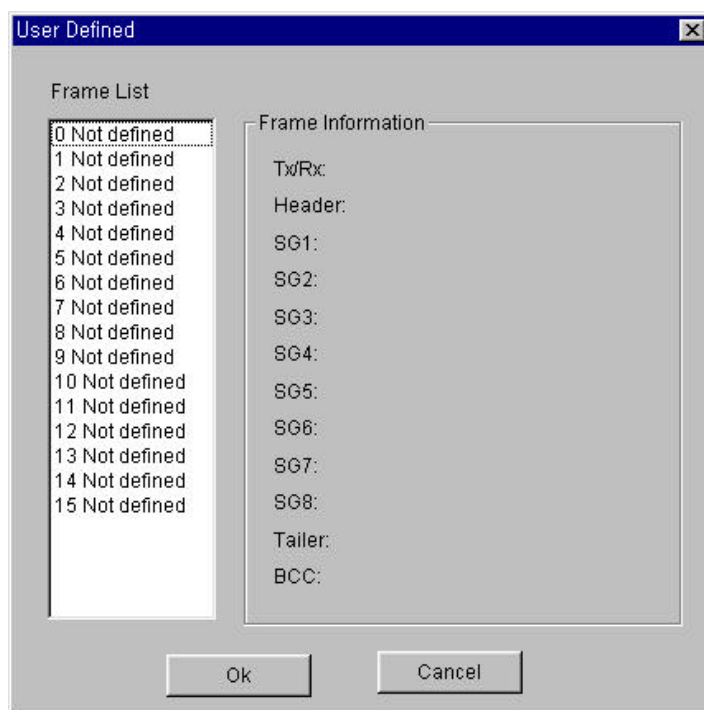 User Defined
Frame List
0 Not defined
1 Not defined
2 Not defined
3 Not defined
4 Not defined
5 Not defined
6 Not defined
7 Not defined
8 Not defined
9 Not defined
10 Not defined
11 Not defined
12 Not defined
13 Not defined
14 Not defined
15 Not defined
Frame Information
Tx/Rx:
Header:
SG1:
SG2:
SG3:
SG4:
SG5:
SG6:
SG7:
SG8:
Tailer:
BCC:
Ok
Cancel